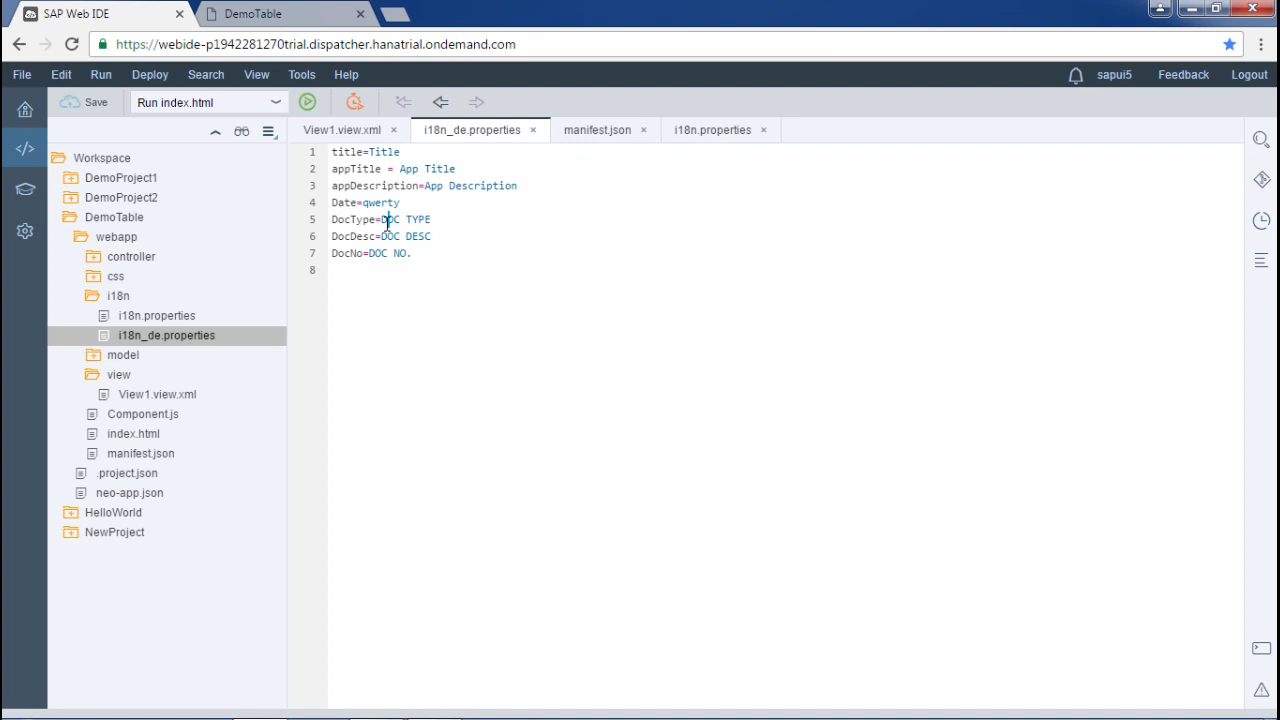 SAP Web IDE
DemoTable
https://webide-p1942281270trial.dispatcher.hanatrial.ondemand.com
File Edit Run Deploy Search View Tools Help
sapui5 Feedback Logout
Save Run index.html
View1.view.xml × i18n_de.properties × manifest.json × i18n.properties ×
Workspace
DemoProject1
DemoProject2
DemoTable
webapp
controller
css
i18n
i18n.properties
i18n_de.properties
model
view
View1.view.xml
Component.js
index.html
manifest.json
.project.json
neo-app.json
HelloWorld
NewProject
1 title=Title
2 appTitle = App Title
3 appDescription=App Description
4 Date=qwerty
5 DocType=DOC TYPE
6 DocDesc=DOC DESC
7 DocNo=DOC NO.
8